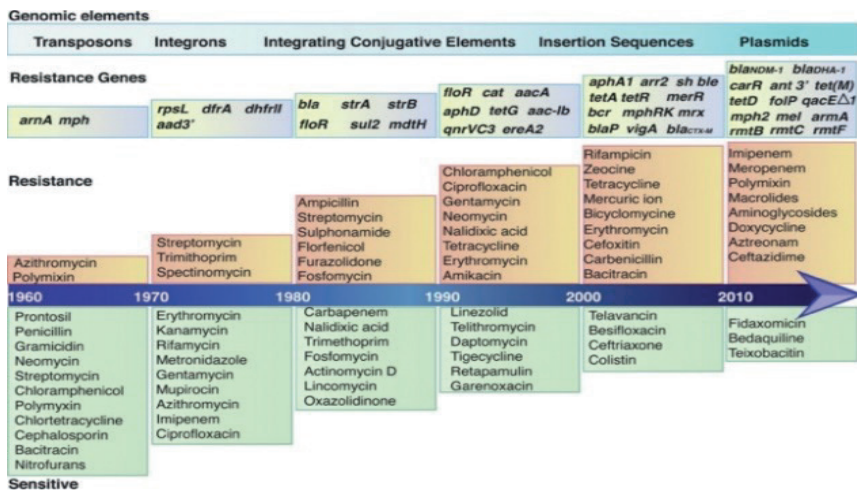 Genomic elements
Transposons Integrons Integrating Conjugative Elements Insertion Sequences Plasmids
Resistance Genes
arnA mph
rpsL dfrA dhfrII
aad3'
bla strA strB
floR sul2 mdtH
floR cat aacA
aphD tetG aac-Ib
qnrVC3 ereA2
aphA1 arr2 sh ble
tetA tetR merR
bcr mphRK mrx
blaP vigA blaCTX-M
blaNDM-1 blaDHA-1
carR ant 3' tet(M)
tetD folP qacEΔ1
mph2 mel armA
rmtB rmtC rmtF
Resistance
Azithromycin
Polymixin
Streptomycin
Trimithoprim
Spectinomycin
Ampicillin
Streptomycin
Sulphonamide
Florfenicol
Furazolidone
Fosfomycin
Chloramphenicol
Ciprofloxacin
Gentamycin
Neomycin
Nalidixic acid
Tetracycline
Erythromycin
Amikacin
Rifampicin
Zeocine
Tetracycline
Mercuric ion
Bicyclomycine
Erythromycin
Cefoxitin
Carbenicillin
Bacitracin
Imipenem
Meropenem
Polymixin
Macrolides
Aminoglycosides
Doxycycline
Aztreonam
Ceftazidime
1960 1970 1980 1990 2000 2010
Prontosil
Penicillin
Gramicidin
Neomycin
Streptomycin
Chloramphenicol
Polymyxin
Chlortetracycline
Cephalosporin
Bacitracin
Nitrofurans
Erythromycin
Kanamycin
Rifamycin
Metronidazole
Gentamycin
Mupirocin
Azithromycin
Imipenem
Ciprofloxacin
Carbapenem
Nalidixic acid
Trimethoprim
Fosfomycin
Actinomycin D
Lincomycin
Oxazolidinone
Linezolid
Telithromycin
Daptomycin
Tigecycline
Retapamulin
Garenoxacin
Telavancin
Besifloxacin
Ceftriaxone
Colistin
Fidaxomicin
Bedaquiline
Teixobacitin
Sensitive